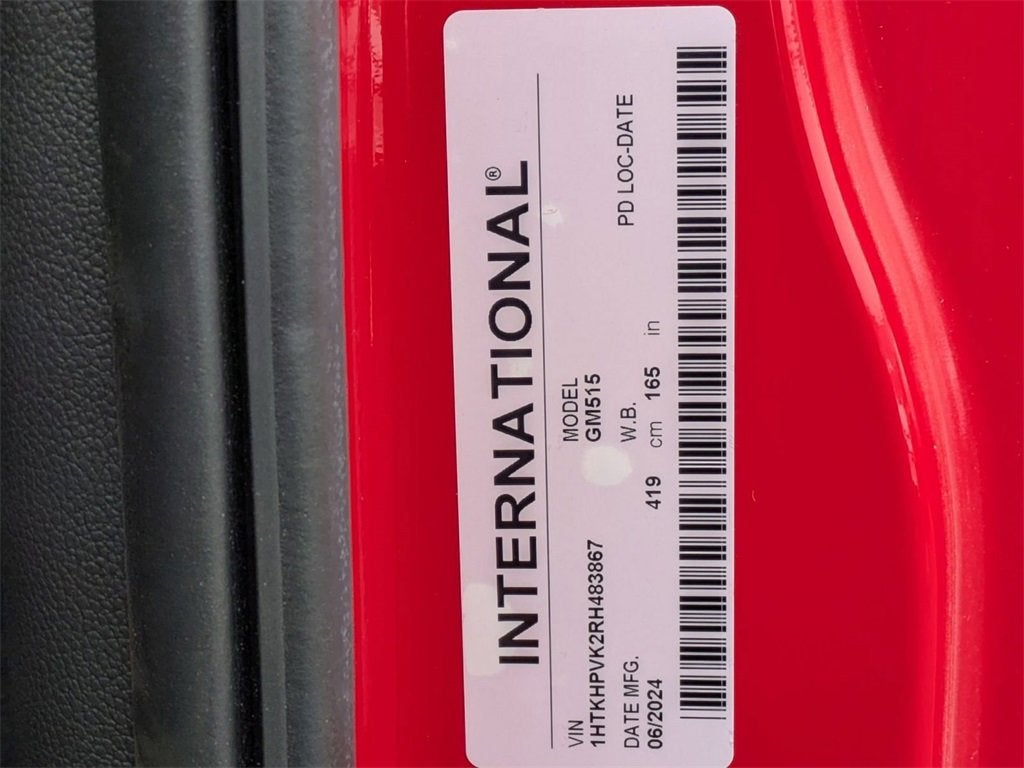 INTERNATIONAL®
VIN MODEL
1HTKHPVK2RH483867 GM515
DATE MFG. W.B. PD LOC-DATE
06/2024 419 cm 165 in